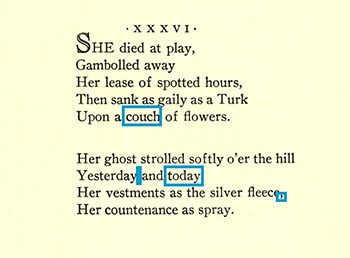 · X X X V I ·
SHE died at play,
Gambolled away
Her lease of spotted hours,
Then sank as gaily as a Turk
Upon a couch of flowers.
Her ghost strolled softly o'er the hill
Yesterday and today
Her vestments as the silver fleece,
Her countenance as spray.